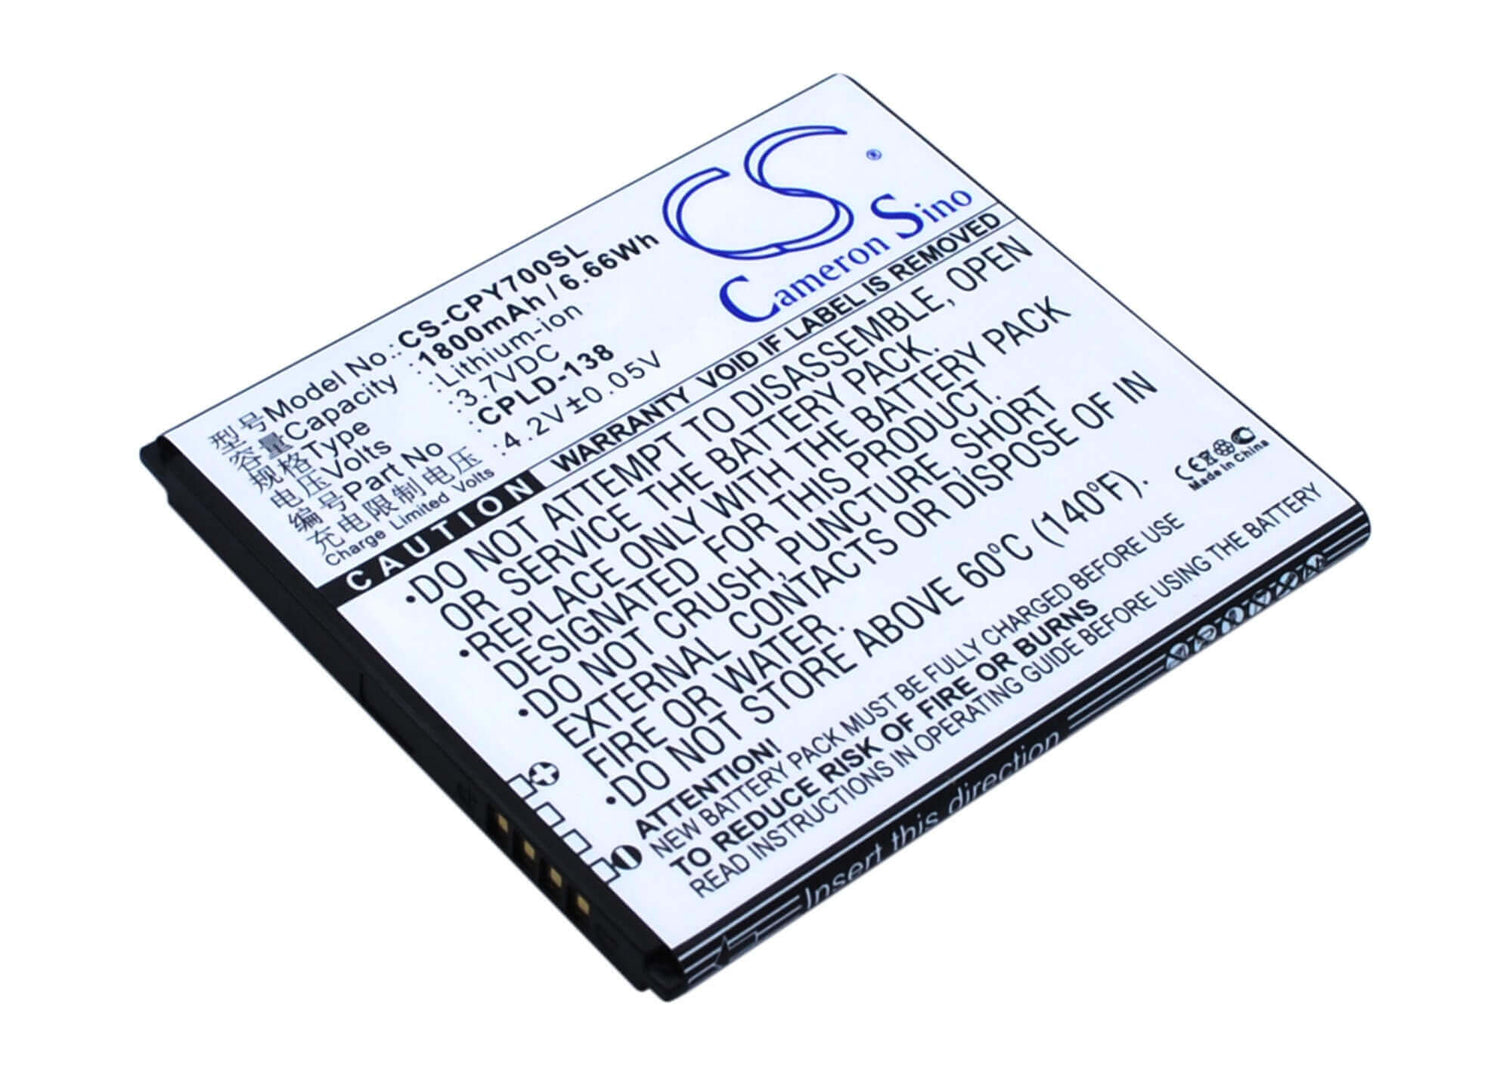 CS
®
Cameron Sino
型号Model No.: CS-CPY700SL
容量Capacity : 1800mAh / 6.66Wh
规格Type : Lithium-ion
电压Volts : 3.7VDC
编号Part No : CPLD-138
充电限制电压: 4.2V±0.05V
Charge Limited Volts
CAUTION WARRANTY VOID IF LABEL IS REMOVED
•DO NOT ATTEMPT TO DISASSEMBLE, OPEN
OR SERVICE THE BATTERY PACK.
•REPLACE ONLY WITH THE BATTERY PACK
DESIGNATED FOR THIS PRODUCT.
•DO NOT CRUSH, PUNCTURE, SHORT
EXTERNAL CONTACTS OR DISPOSE OF IN
FIRE OR WATER.
•DO NOT STORE ABOVE 60°C (140°F).
ATTENTION!
NEW BATTERY PACK MUST BE FULLY CHARGED BEFORE USE
TO REDUCE RISK OF FIRE OR BURNS
READ INSTRUCTIONS IN OPERATING GUIDE BEFORE USING THE BATTERY
CE
Made in China
+
−
Insert this direction